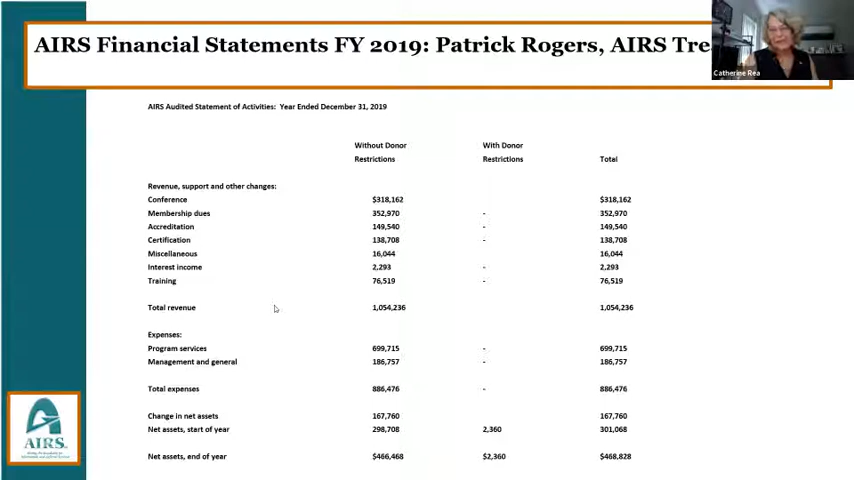 AIRS Financial Statements FY 2019: Patrick Rogers, AIRS Trea
Catherine Rea
AIRS Audited Statement of Activities: Year Ended December 31, 2019
Without Donor With Donor
Restrictions Restrictions Total
Revenue, support and other changes:
Conference $318,162 $318,162
Membership dues 352,970 - 352,970
Accreditation 149,540 - 149,540
Certification 138,708 - 138,708
Miscellaneous 16,044 16,044
Interest income 2,293 - 2,293
Training 76,519 - 76,519
Total revenue 1,054,236 1,054,236
Expenses:
Program services 699,715 - 699,715
Management and general 186,757 - 186,757
Total expenses 886,476 - 886,476
Change in net assets 167,760 167,760
Net assets, start of year 298,708 2,360 301,068
Net assets, end of year $466,468 $2,360 $468,828
AIRS